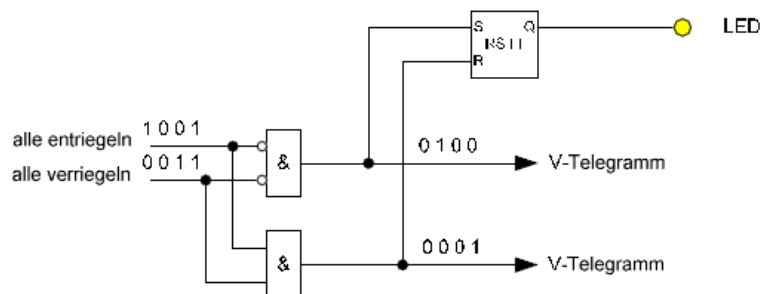 S Q
LED
R
alle entriegeln 1 0 0 1
alle verriegeln 0 0 1 1
&
0 1 0 0
V-Telegramm
&
0 0 0 1
V-Telegramm